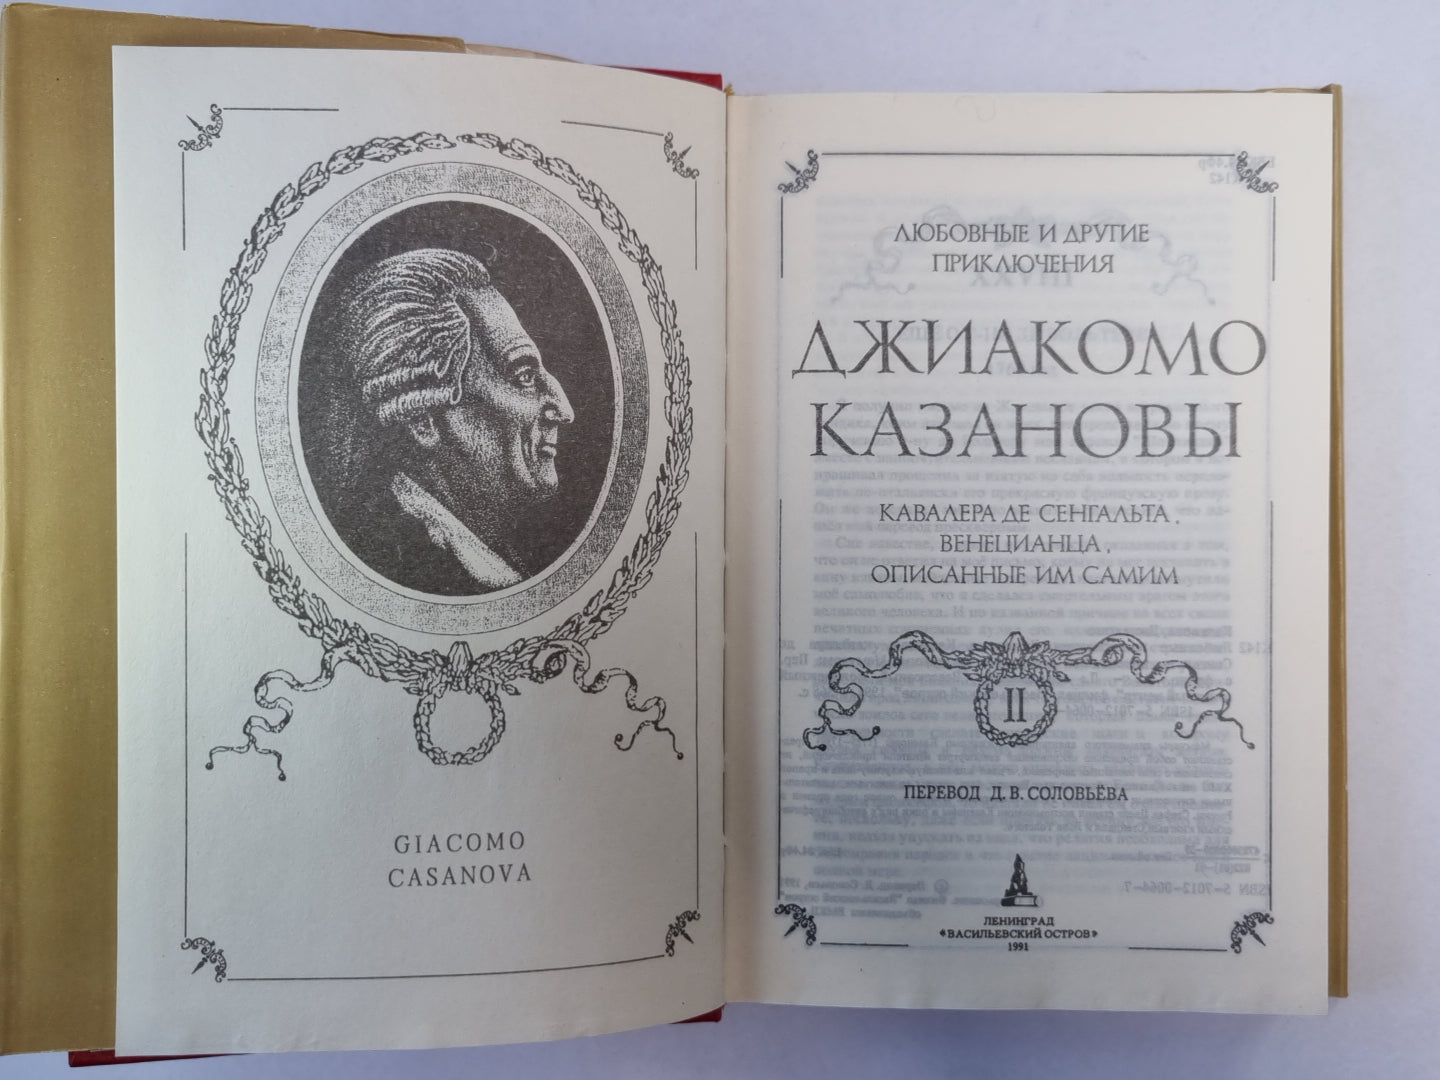 GIACOMO
CASANOVA
ЛЮБОВНЫЕ И ДРУГИЕ
ПРИКЛЮЧЕНИЯ
ДЖИАКОМО
КАЗАНОВЫ
КАВАЛЕРА ДЕ СЕНГАЛЬТА,
ВЕНЕЦИАНЦА,
ОПИСАННЫЕ ИМ САМИМ
II
ПЕРЕВОД Д. В. СОЛОВЬЁВА
ЛЕНИНГРАД
«ВАСИЛЬЕВСКИЙ ОСТРОВ»
1991